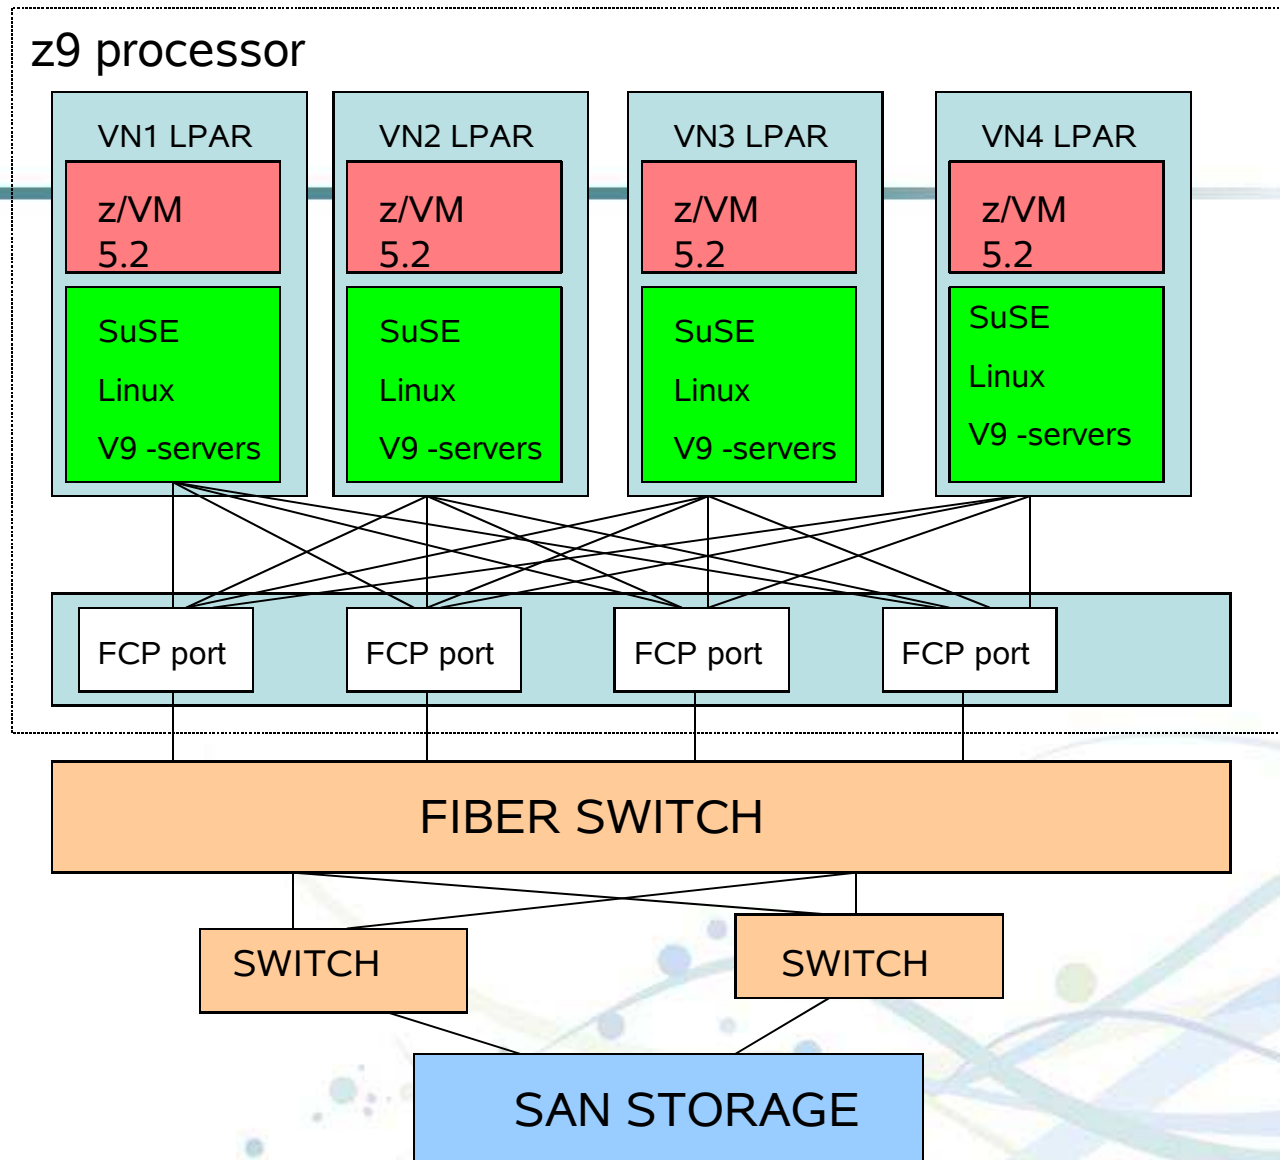 z9 processor
VN1 LPAR
z/VM
5.2
SuSE
Linux
V9 -servers
VN2 LPAR
z/VM
5.2
SuSE
Linux
V9 -servers
VN3 LPAR
z/VM
5.2
SuSE
Linux
V9 -servers
VN4 LPAR
z/VM
5.2
SuSE
Linux
V9 -servers
FCP port
FCP port
FCP port
FCP port
FIBER SWITCH
SWITCH
SWITCH
SAN STORAGE